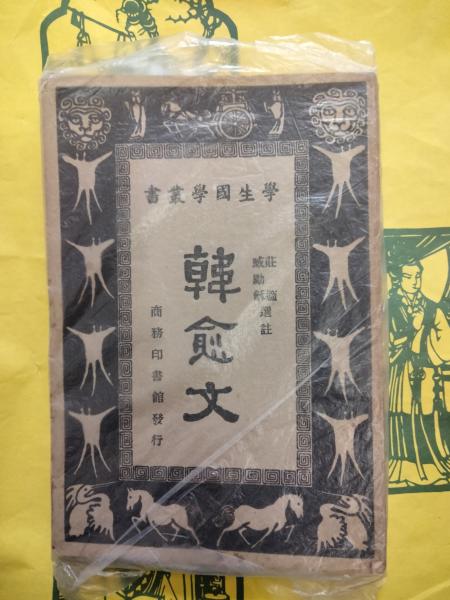 學生國學叢書
莊適
臧勵龢
選註
韓愈文
商務印書館發行